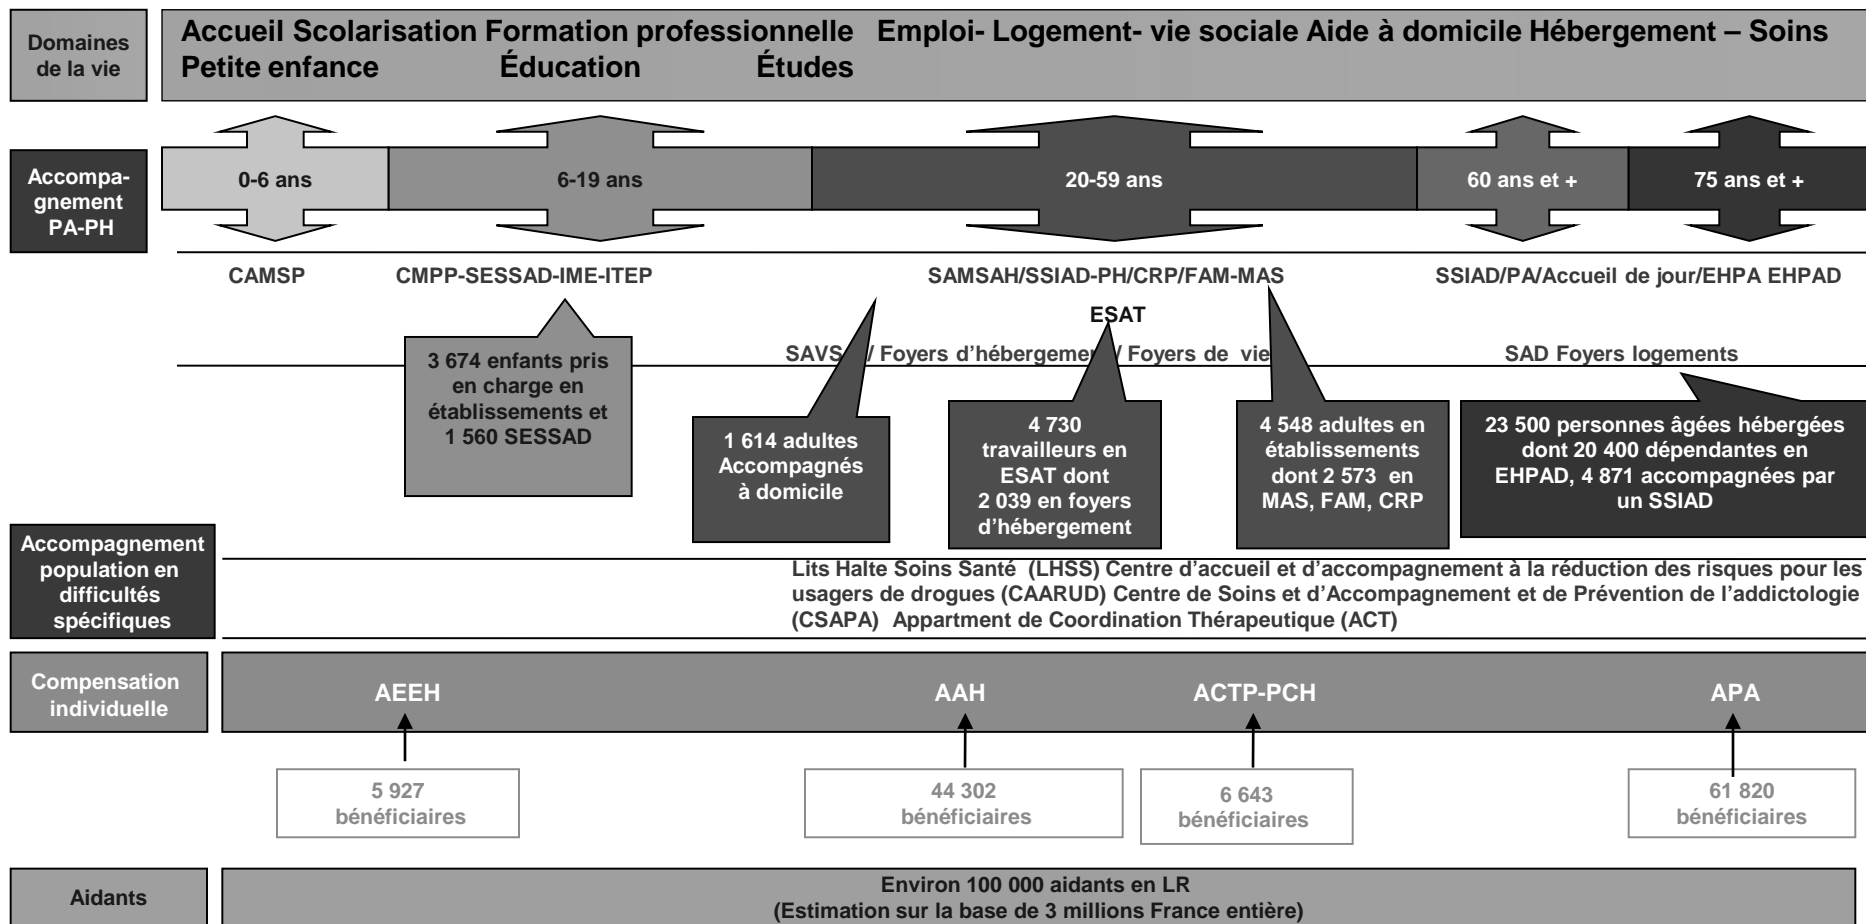 Domaines
de la vie
Accueil Scolarisation Formation professionnelle Emploi- Logement- vie sociale Aide à domicile Hébergement – Soins
Petite enfance Éducation Études
Accompa-
gnement
PA-PH
0-6 ans
6-19 ans
20-59 ans
60 ans et +
75 ans et +
CAMSP
CMPP-SESSAD-IME-ITEP
SAMSAH/SSIAD-PH/CRP/FAM-MAS
SSIAD/PA/Accueil de jour/EHPA EHPAD
ESAT
SAVS / Foyers d'hébergement/ Foyers de vie
SAD Foyers logements
3 674 enfants pris
en charge en
établissements et
1 560 SESSAD
1 614 adultes
Accompagnés
à domicile
4 730
travailleurs en
ESAT dont
2 039 en foyers
d'hébergement
4 548 adultes en
établissements
dont 2 573 en
MAS, FAM, CRP
23 500 personnes âgées hébergées
dont 20 400 dépendantes en
EHPAD, 4 871 accompagnées par
un SSIAD
Accompagnement
population en
difficultés
spécifiques
Lits Halte Soins Santé (LHSS) Centre d'accueil et d'accompagnement à la réduction des risques pour les
usagers de drogues (CAARUD) Centre de Soins et d'Accompagnement et de Prévention de l'addictologie
(CSAPA) Appartment de Coordination Thérapeutique (ACT)
Compensation
individuelle
AEEH
AAH
ACTP-PCH
APA
5 927
bénéficiaires
44 302
bénéficiaires
6 643
bénéficiaires
61 820
bénéficiaires
Aidants
Environ 100 000 aidants en LR
(Estimation sur la base de 3 millions France entière)